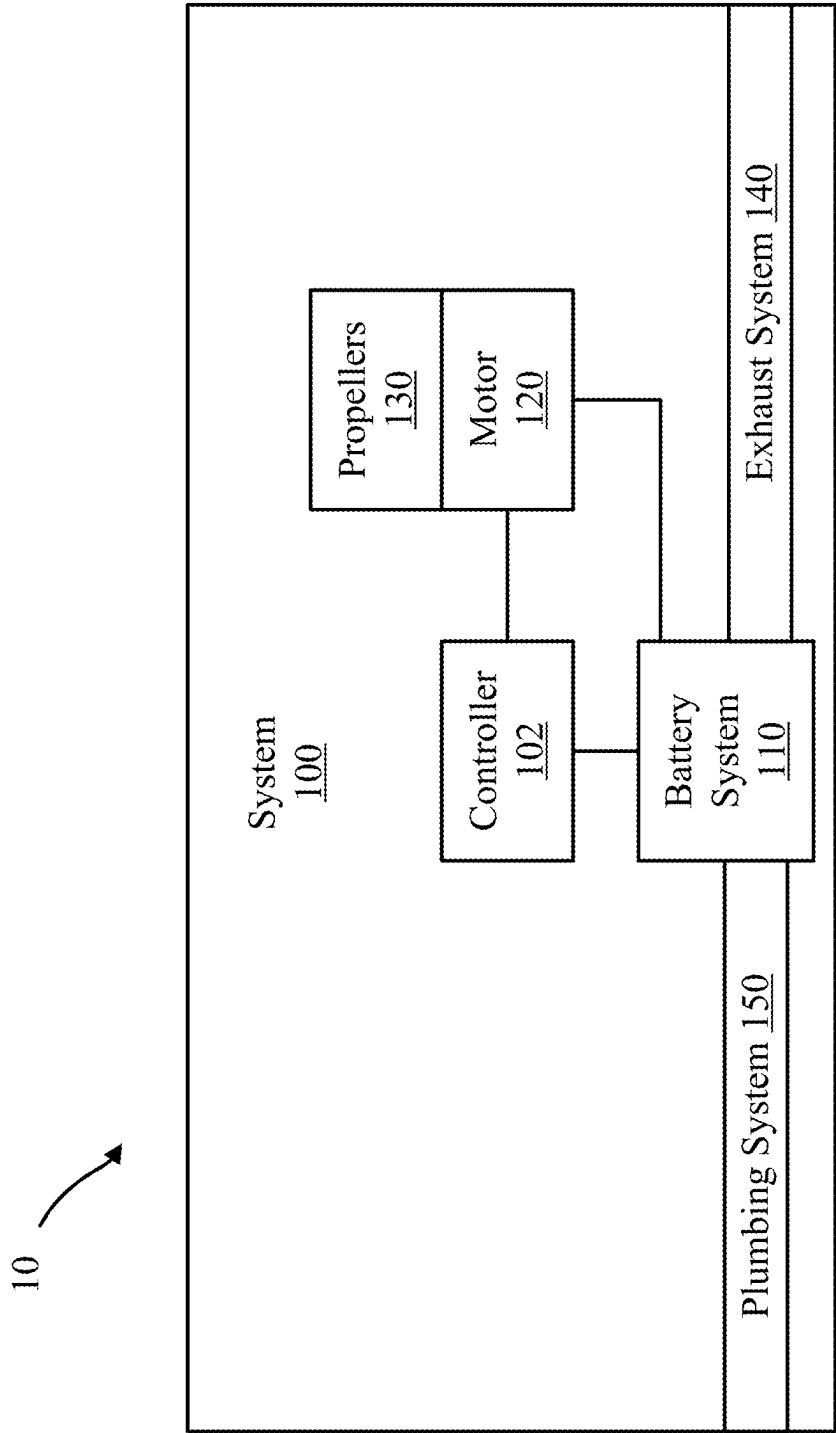 10
System
100
Propellers
130
Controller
102
Motor
120
Plumbing System 150
Battery
System
110
Exhaust System 140